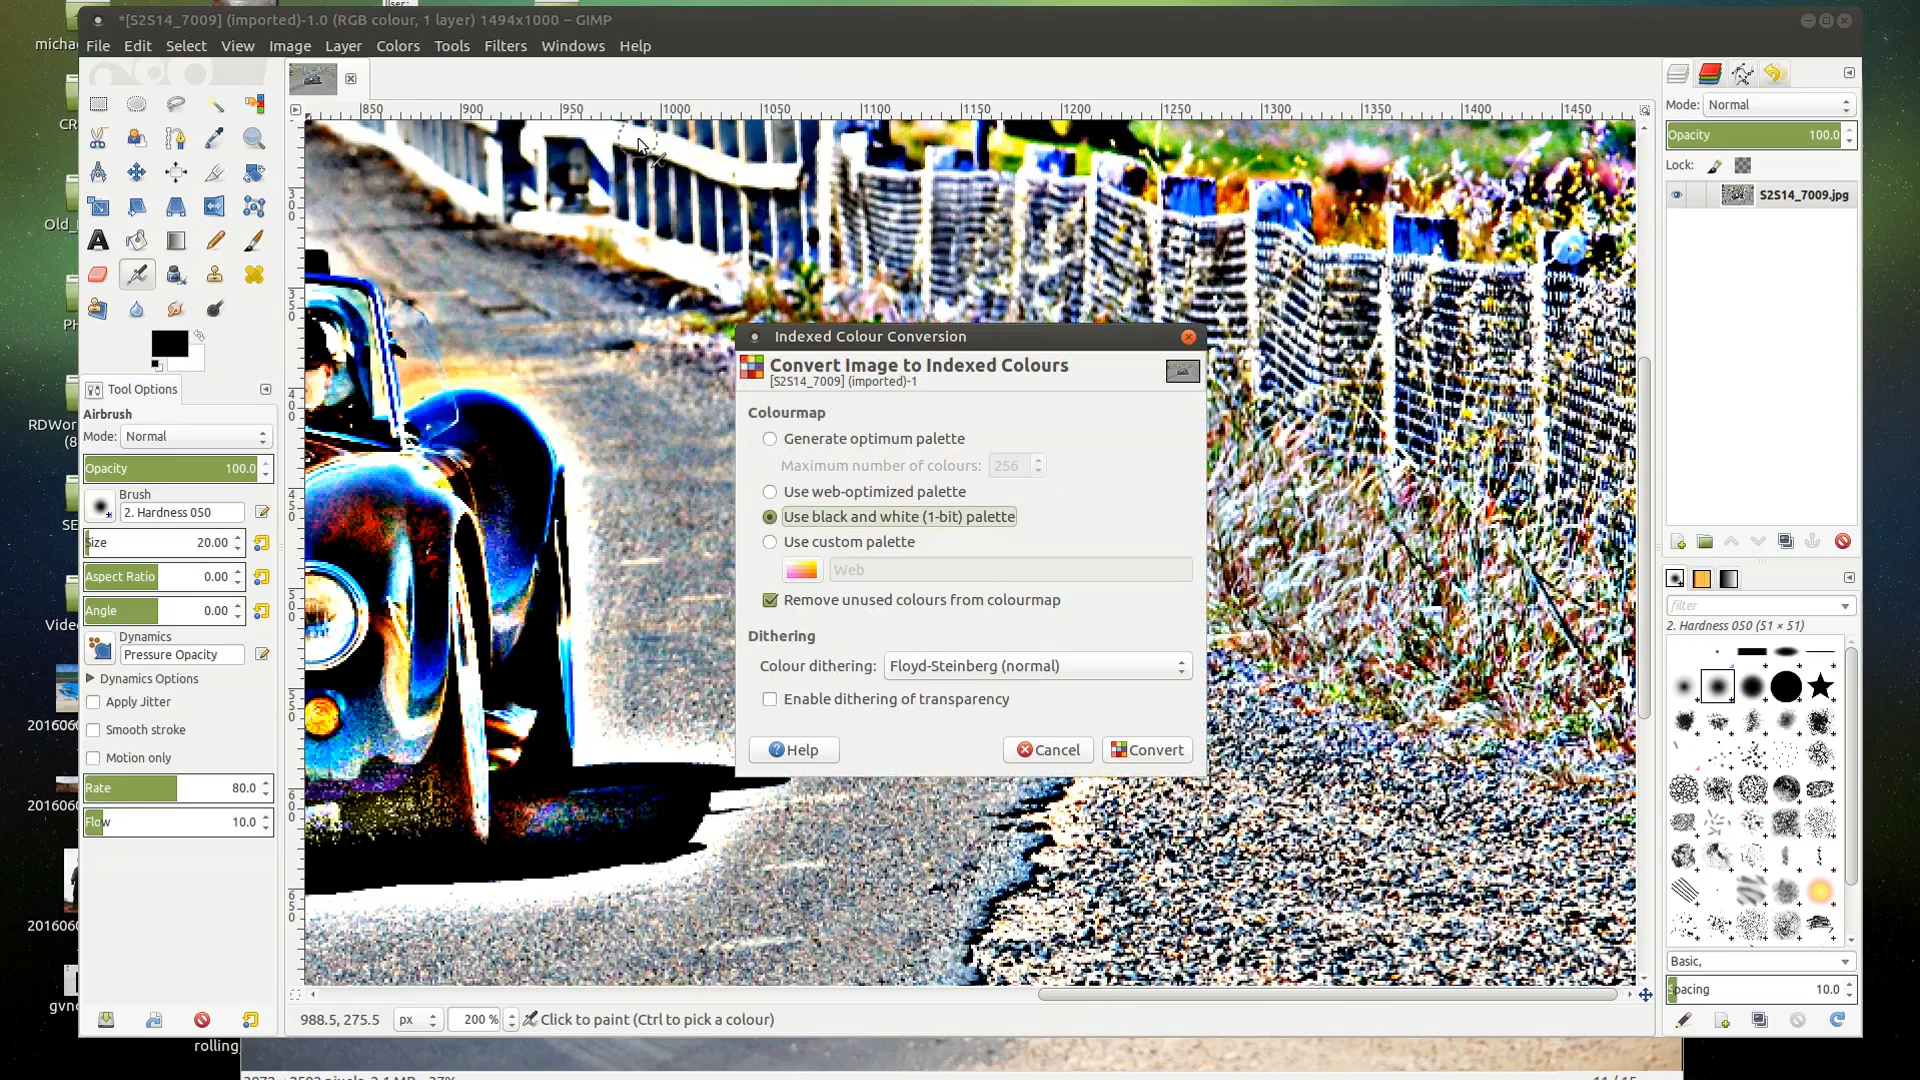 *[S2S14_7009] (imported)-1.0 (RGB colour, 1 layer) 1494x1000 – GIMP
File Edit Select View Image Layer Colors Tools Filters Windows Help
850 900 950 1000 1050 1100 1150 1200 1250 1300 1350 1400 1450
Tool Options
Airbrush
Mode: Normal
Opacity 100.0
Brush
2. Hardness 050
Size 20.00
Aspect Ratio 0.00
Angle 0.00
Dynamics
Pressure Opacity
Dynamics Options
Apply Jitter
Smooth stroke
Motion only
Rate 80.0
Flow 10.0
Indexed Colour Conversion
Convert Image to Indexed Colours
[S2S14_7009] (imported)-1
Colourmap
Generate optimum palette
Maximum number of colours: 256
Use web-optimized palette
Use black and white (1-bit) palette
Use custom palette
Web
Remove unused colours from colourmap
Dithering
Colour dithering: Floyd-Steinberg (normal)
Enable dithering of transparency
Help Cancel Convert
988.5, 275.5 px 200 % Click to paint (Ctrl to pick a colour)
Mode: Normal
Opacity 100.0
Lock:
S2S14_7009.jpg
filter
2. Hardness 050 (51 × 51)
Basic,
Spacing 10.0
rolling